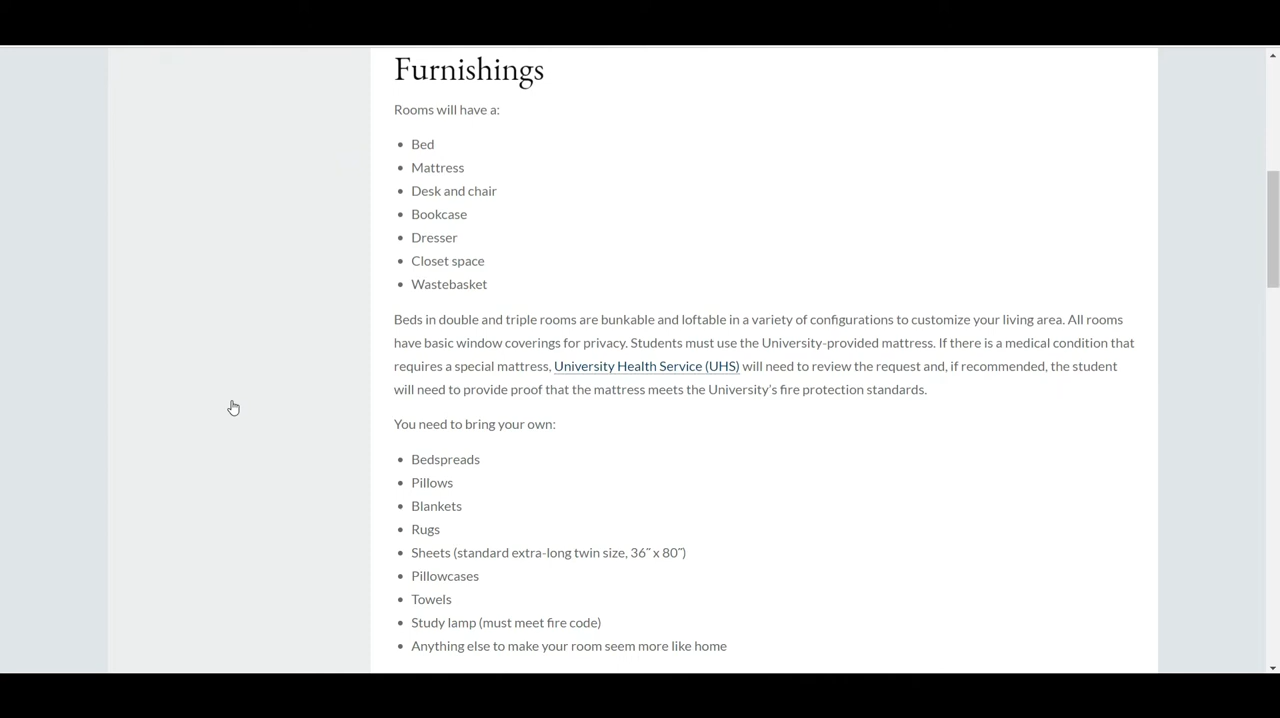 Furnishings
Rooms will have a:
• Bed
• Mattress
• Desk and chair
• Bookcase
• Dresser
• Closet space
• Wastebasket
Beds in double and triple rooms are bunkable and loftable in a variety of configurations to customize your living area. All rooms
have basic window coverings for privacy. Students must use the University-provided mattress. If there is a medical condition that
requires a special mattress, University Health Service (UHS) will need to review the request and, if recommended, the student
will need to provide proof that the mattress meets the University’s fire protection standards.
You need to bring your own:
• Bedspreads
• Pillows
• Blankets
• Rugs
• Sheets (standard extra-long twin size, 36˝ x 80˝)
• Pillowcases
• Towels
• Study lamp (must meet fire code)
• Anything else to make your room seem more like home